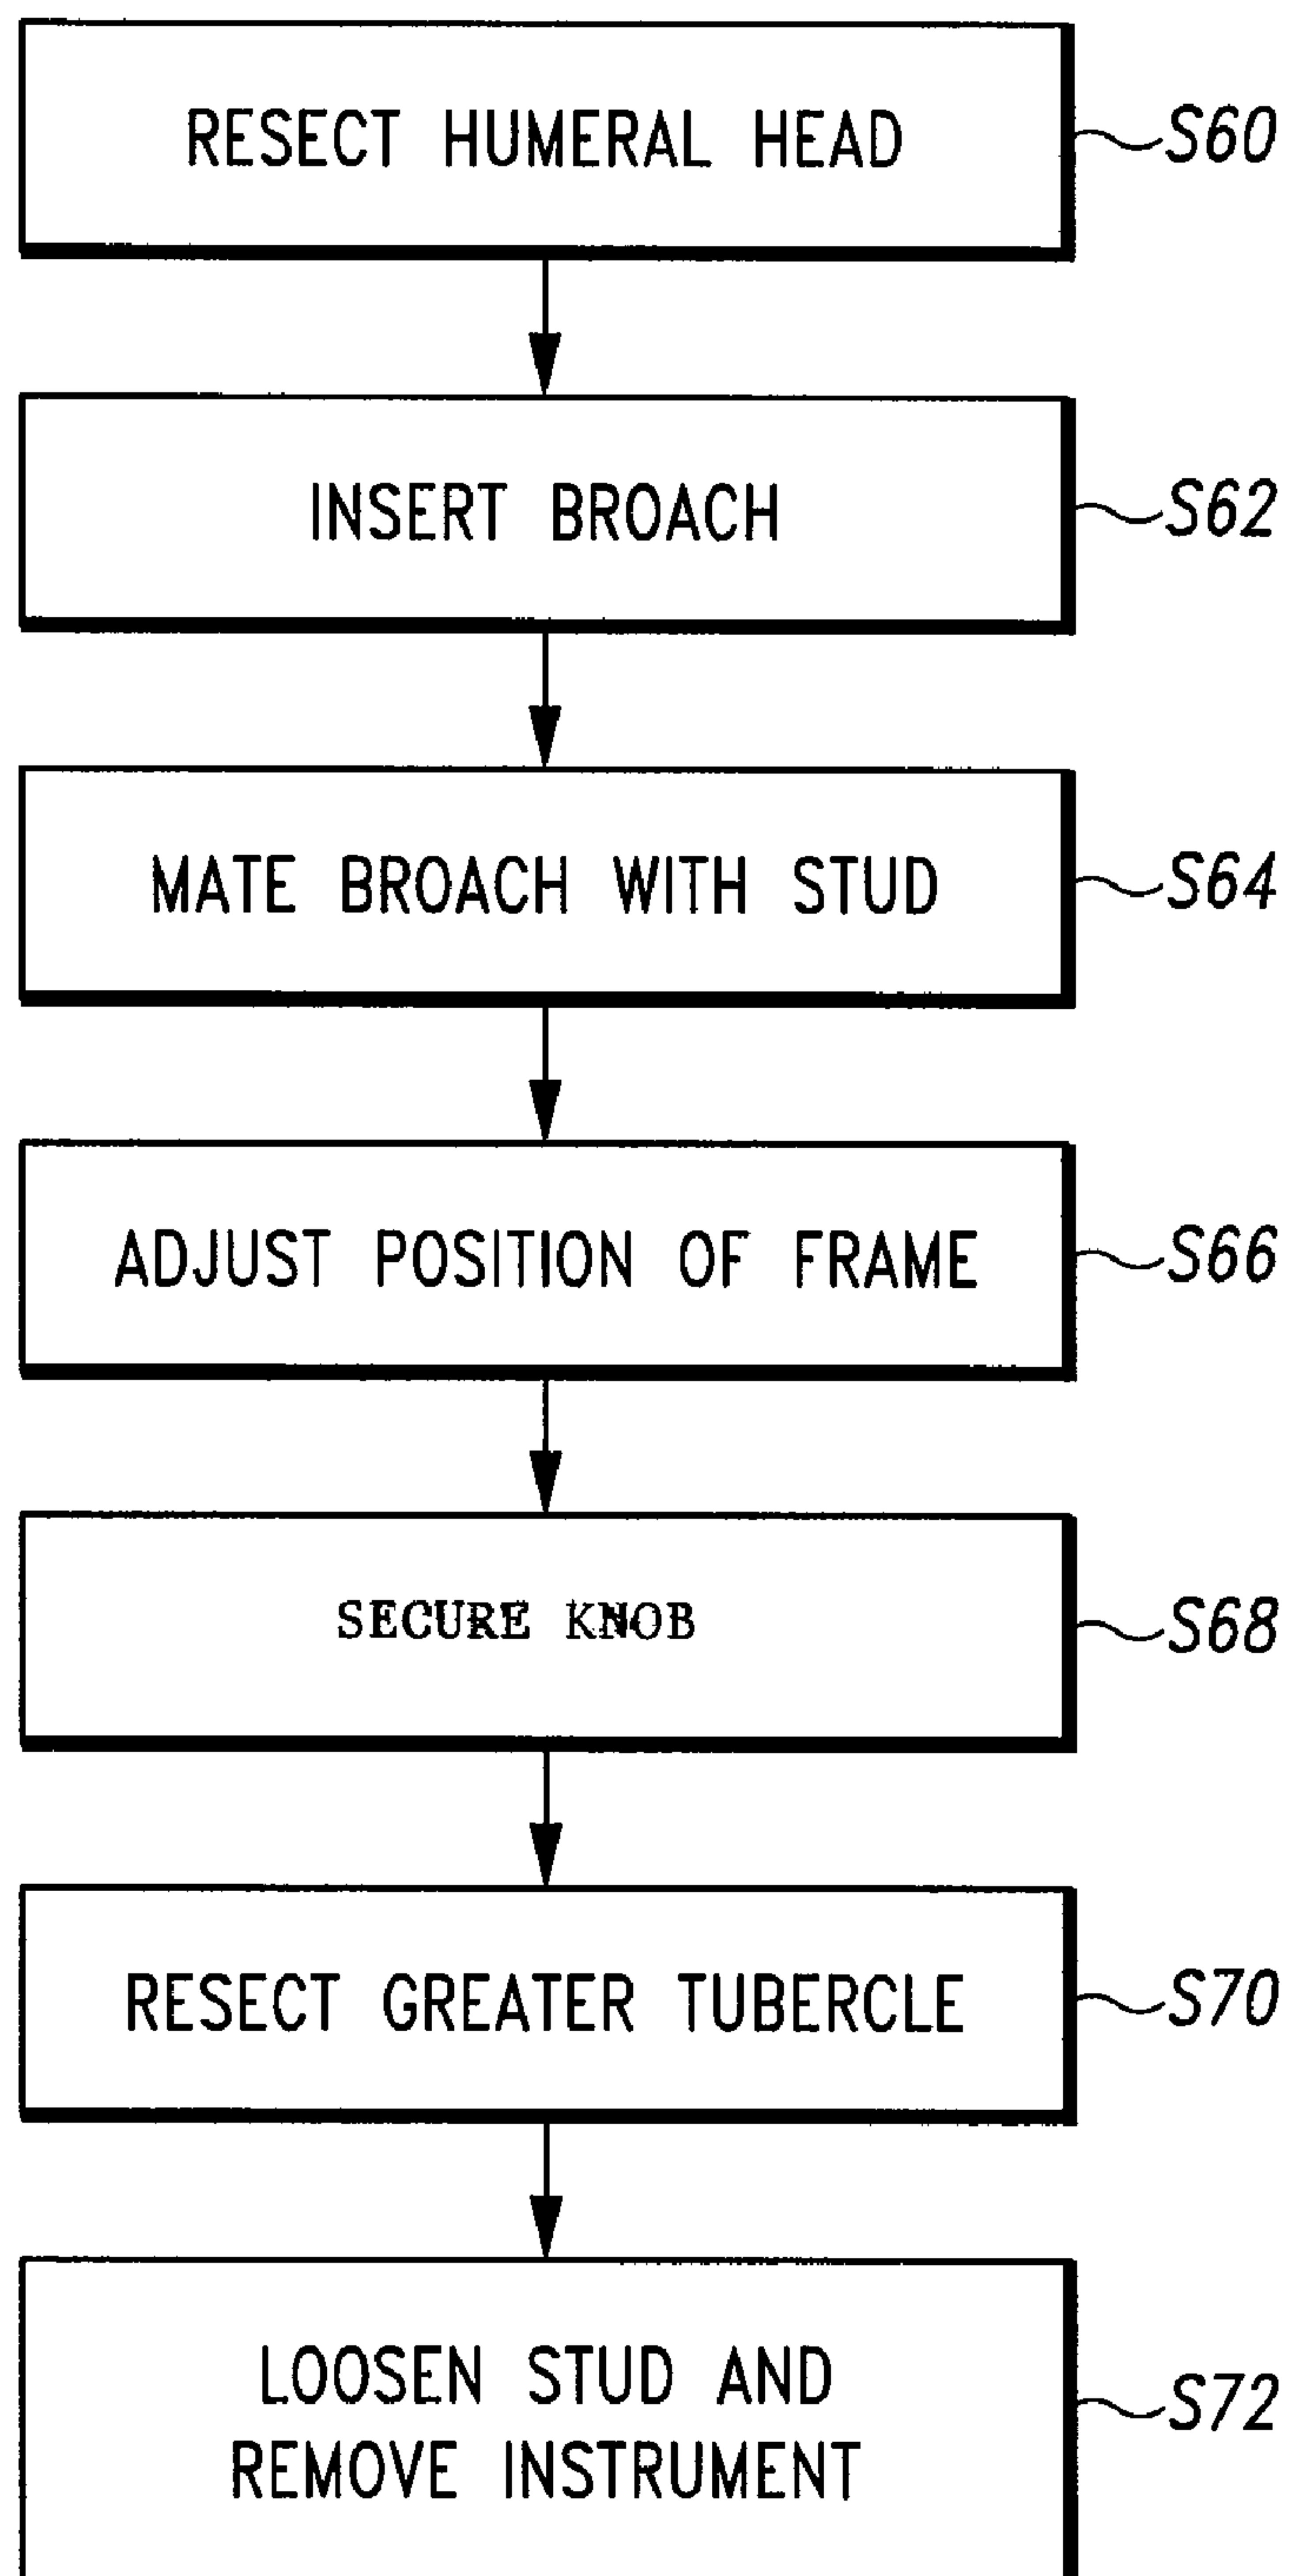 RESECT HUMERAL HEAD
S60
INSERT BROACH
S62
MATE BROACH WITH STUD
S64
ADJUST POSITION OF FRAME
S66
SECURE KNOB
S68
RESECT GREATER TUBERCLE
S70
LOOSEN STUD AND
REMOVE INSTRUMENT
S72